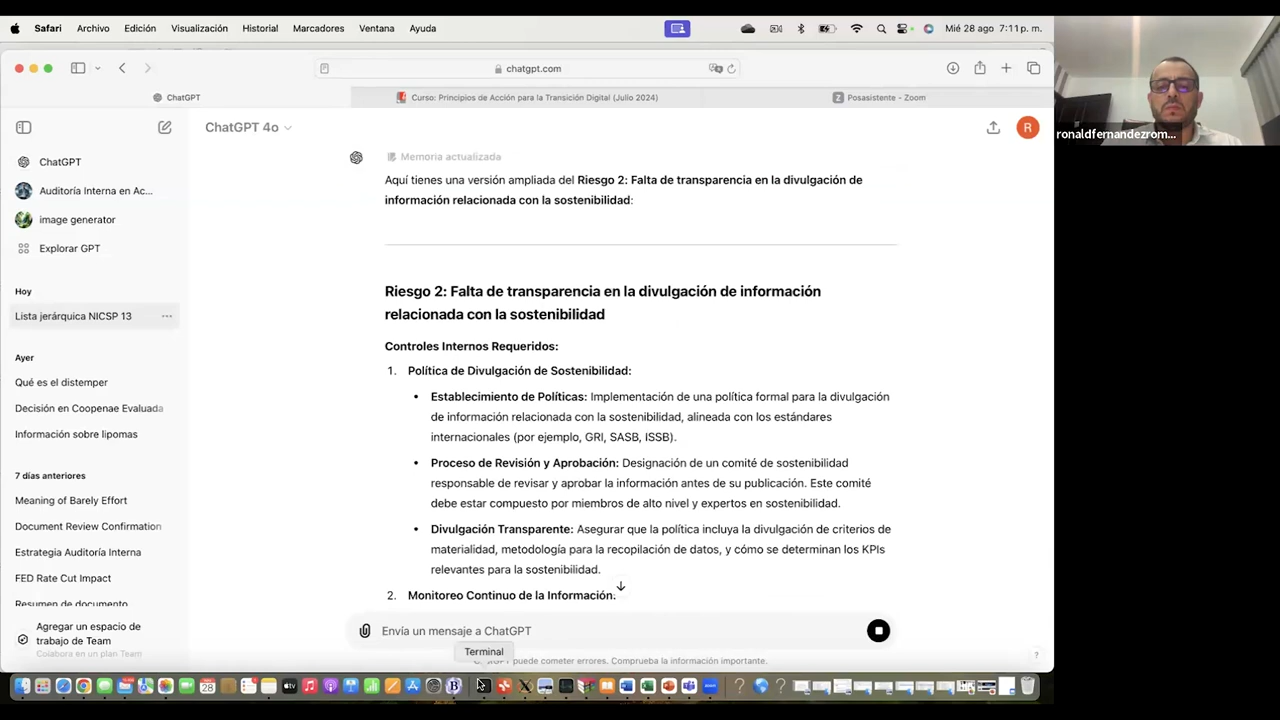 Safari Archivo Edición Visualización Historial Marcadores Ventana Ayuda Mié 28 ago 7:11 p. m.
chatgpt.com
ChatGPT Curso: Principios de Acción para la Transición Digital (Julio 2024) Posasistente - Zoom
ChatGPT 4o
R
ronaldfernandezrom...
ChatGPT
Auditoría Interna en Ac...
image generator
Explorar GPT
Hoy
Lista jerárquica NICSP 13
Ayer
Qué es el distemper
Decisión en Coopenae Evaluada
Información sobre lipomas
7 días anteriores
Meaning of Barely Effort
Document Review Confirmation
Estrategia Auditoría Interna
FED Rate Cut Impact
Resumen de documento
Agregar un espacio de
trabajo de Team
Colabora en un plan Team
Memoria actualizada
Aquí tienes una versión ampliada del Riesgo 2: Falta de transparencia en la divulgación de
información relacionada con la sostenibilidad:
Riesgo 2: Falta de transparencia en la divulgación de información
relacionada con la sostenibilidad
Controles Internos Requeridos:
1. Política de Divulgación de Sostenibilidad:
• Establecimiento de Políticas: Implementación de una política formal para la divulgación
de información relacionada con la sostenibilidad, alineada con los estándares
internacionales (por ejemplo, GRI, SASB, ISSB).
• Proceso de Revisión y Aprobación: Designación de un comité de sostenibilidad
responsable de revisar y aprobar la información antes de su publicación. Este comité
debe estar compuesto por miembros de alto nivel y expertos en sostenibilidad.
• Divulgación Transparente: Asegurar que la política incluya la divulgación de criterios de
materialidad, metodología para la recopilación de datos, y cómo se determinan los KPIs
relevantes para la sostenibilidad.
2. Monitoreo Continuo de la Información:
Envía un mensaje a ChatGPT
Terminal
puede cometer errores. Comprueba la información importante.
?
28